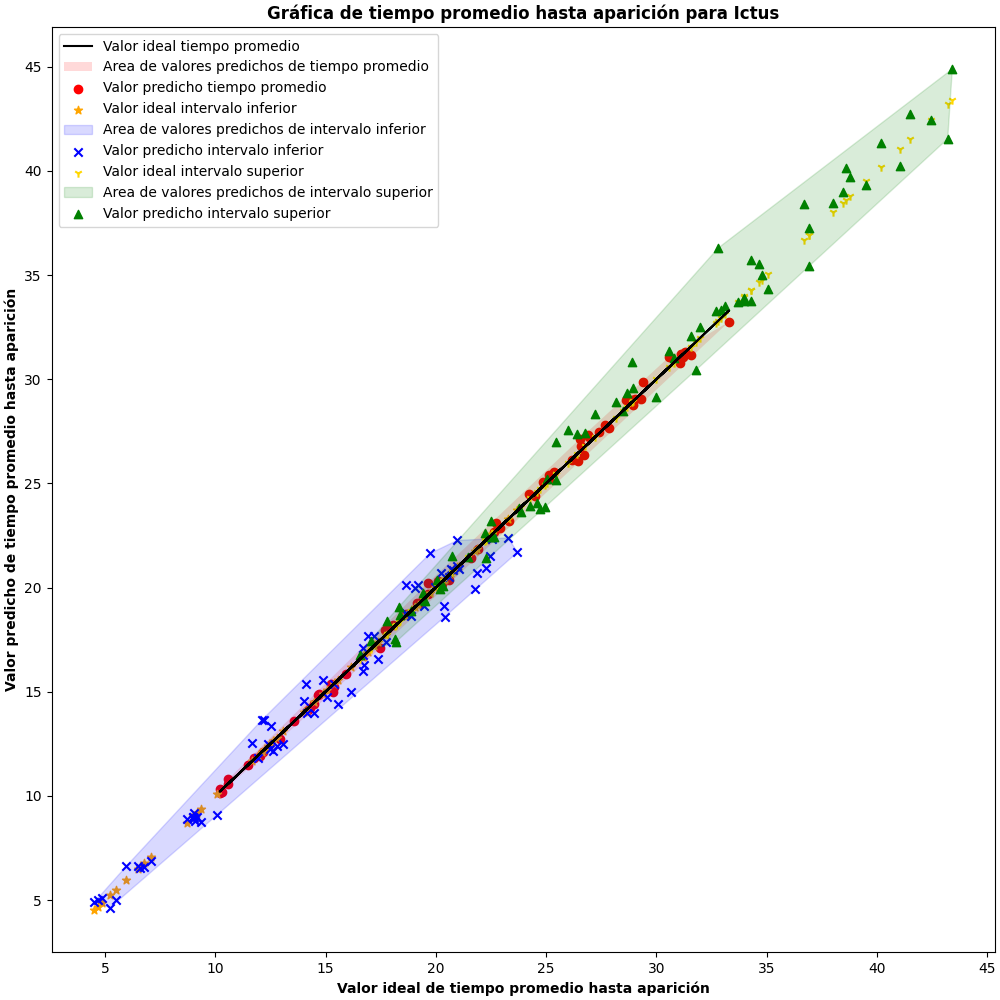 Gráfica de tiempo promedio hasta aparición para Ictus
Valor ideal tiempo promedio
Area de valores predichos de tiempo promedio
Valor predicho tiempo promedio
Valor ideal intervalo inferior
Area de valores predichos de intervalo inferior
Valor predicho intervalo inferior
Valor ideal intervalo superior
Area de valores predichos de intervalo superior
Valor predicho intervalo superior
Valor predicho de tiempo promedio hasta aparición
45
40
35
30
25
20
15
10
5
5 10 15 20 25 30 35 40 45
Valor ideal de tiempo promedio hasta aparición